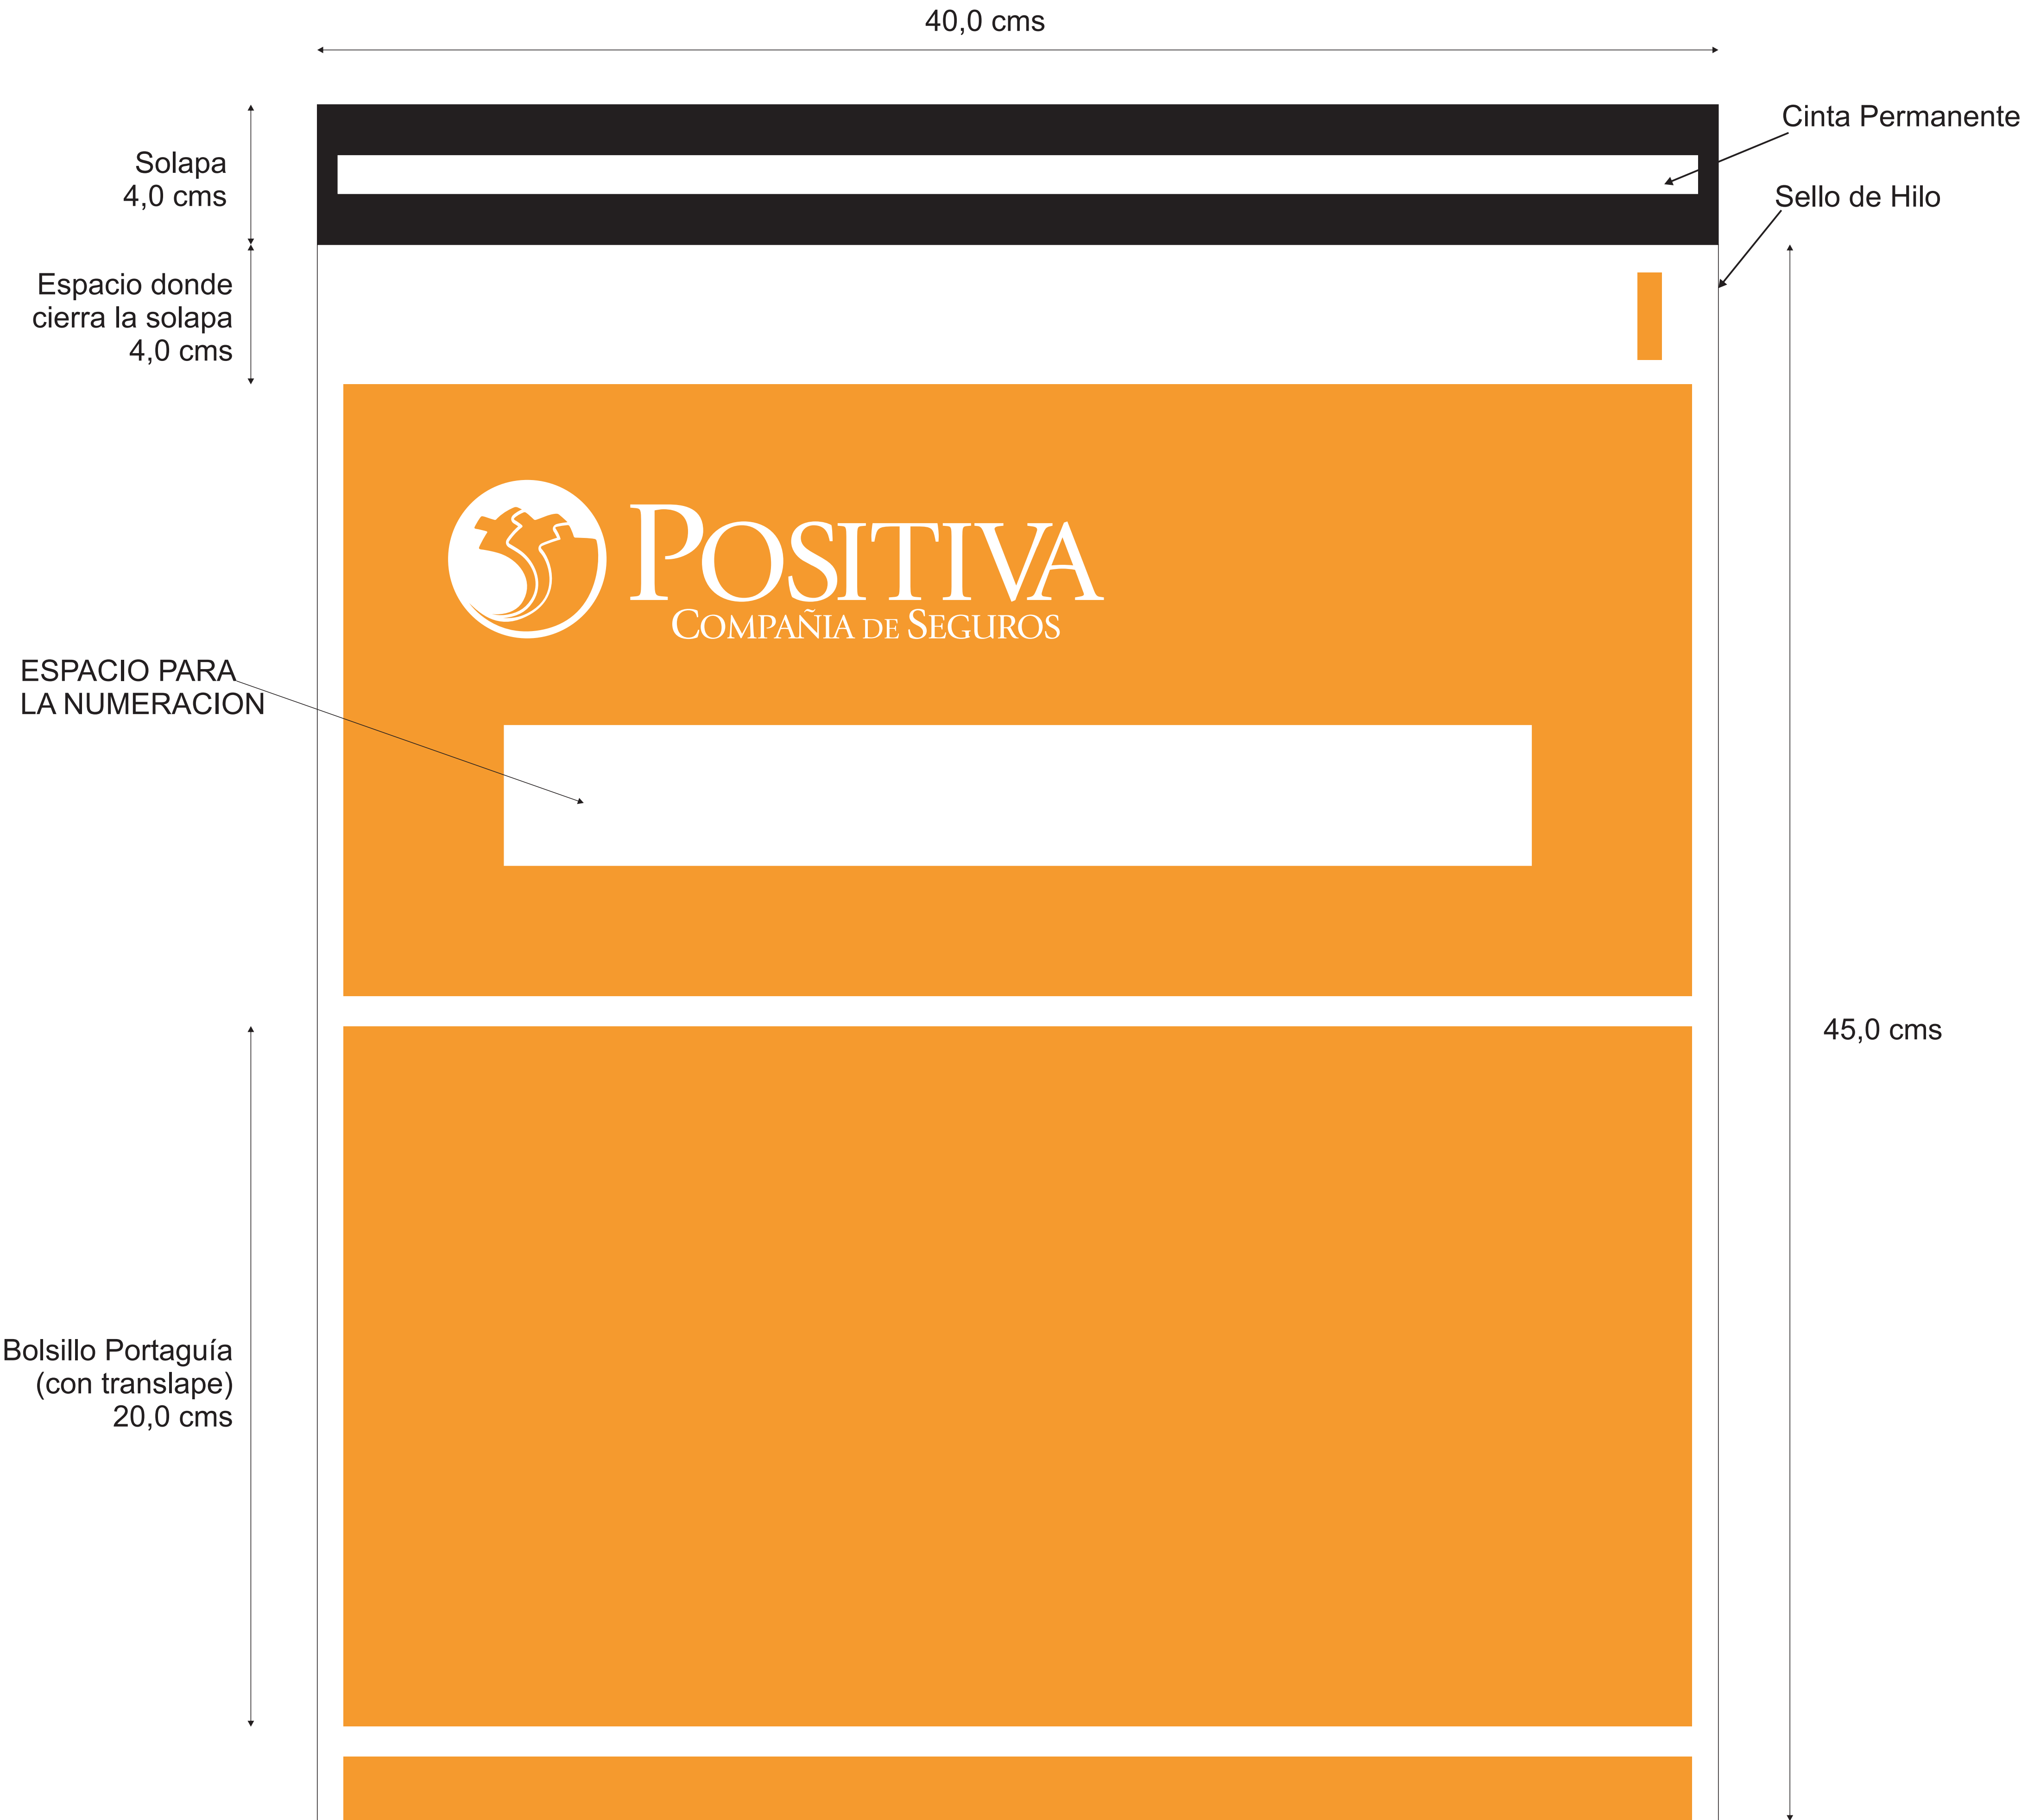 40,0 cms
Cinta Permanente
Solapa
4,0 cms
Sello de Hilo
Espacio donde
cierra la solapa
4,0 cms
POSITIVA
COMPAÑIA DE SEGUROS
ESPACIO PARA
LA NUMERACION
45,0 cms
Bolsillo Portaguía
(con translape)
20,0 cms